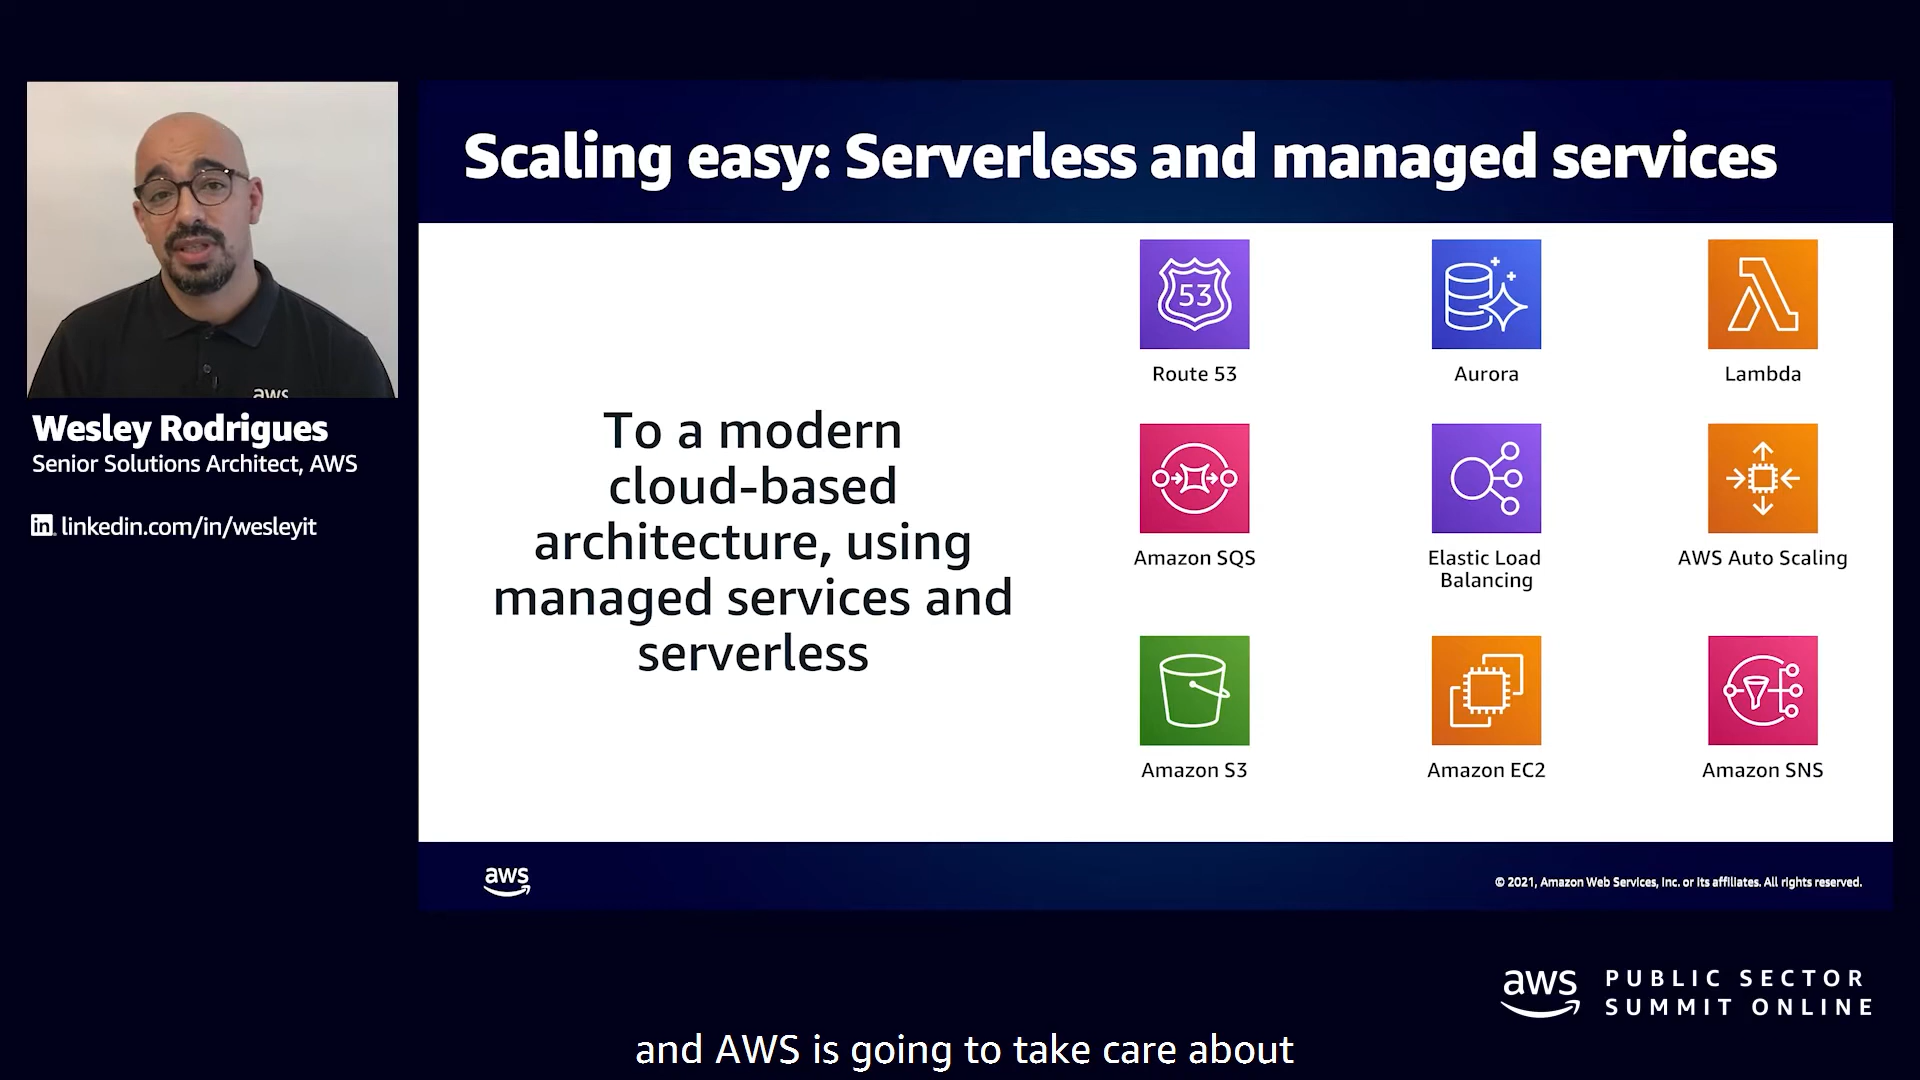 Scaling easy: Serverless and managed services
aws
Wesley Rodrigues
Senior Solutions Architect, AWS
in linkedin.com/in/wesleyit
To a modern
cloud-based
architecture, using
managed services and
serverless
53
Route 53
Aurora
Lambda
Amazon SQS
Elastic Load
Balancing
AWS Auto Scaling
Amazon S3
Amazon EC2
Amazon SNS
aws
© 2021, Amazon Web Services, Inc. or its affiliates. All rights reserved.
aws
PUBLIC SECTOR
SUMMIT ONLINE
and AWS is going to take care about